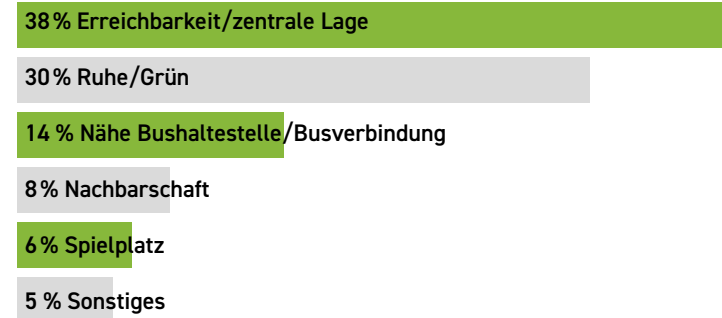 38% Erreichbarkeit/zentrale Lage
30% Ruhe/Grün
14 % Nähe Bushaltestelle/Busverbindung
8% Nachbarschaft
6% Spielplatz
5 % Sonstiges